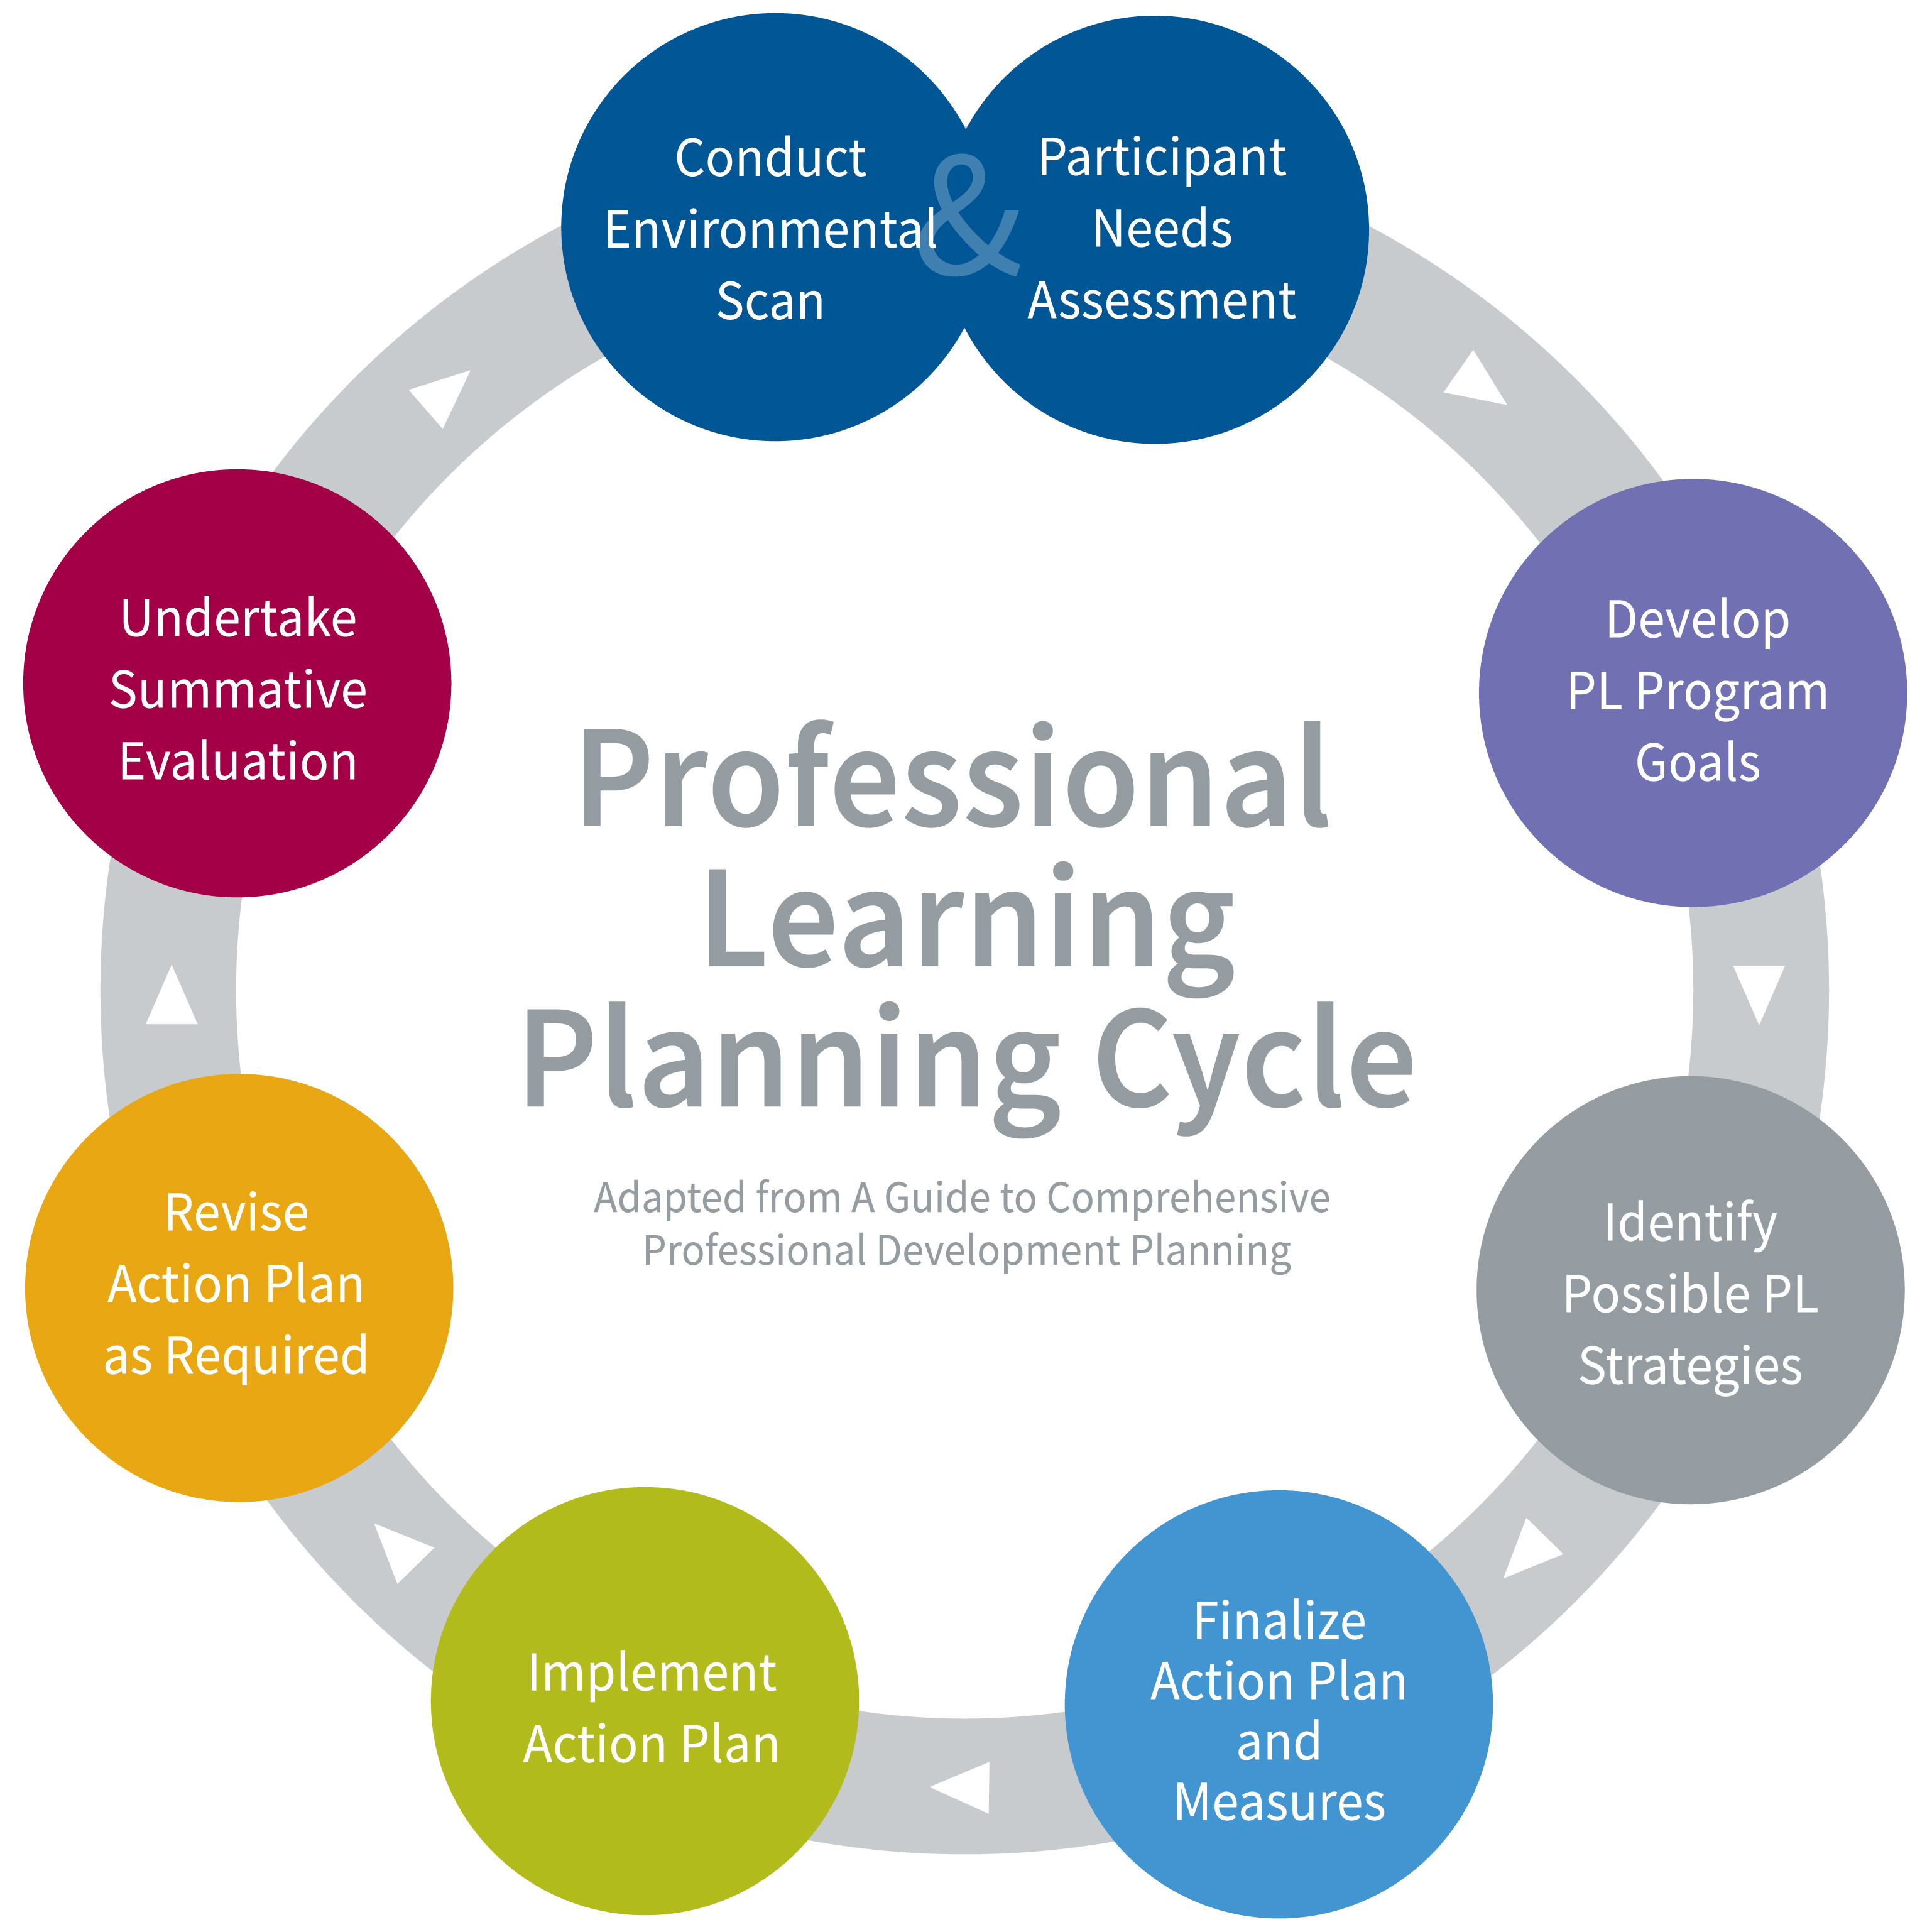 Conduct
Environmental
Scan
&
Participant
Needs
Assessment
Develop
PL Program
Goals
Identify
Possible PL
Strategies
Finalize
Action Plan
and
Measures
Implement
Action Plan
Revise
Action Plan
as Required
Undertake
Summative
Evaluation
Professional
Learning
Planning Cycle
Adapted from A Guide to Comprehensive
Professional Development Planning